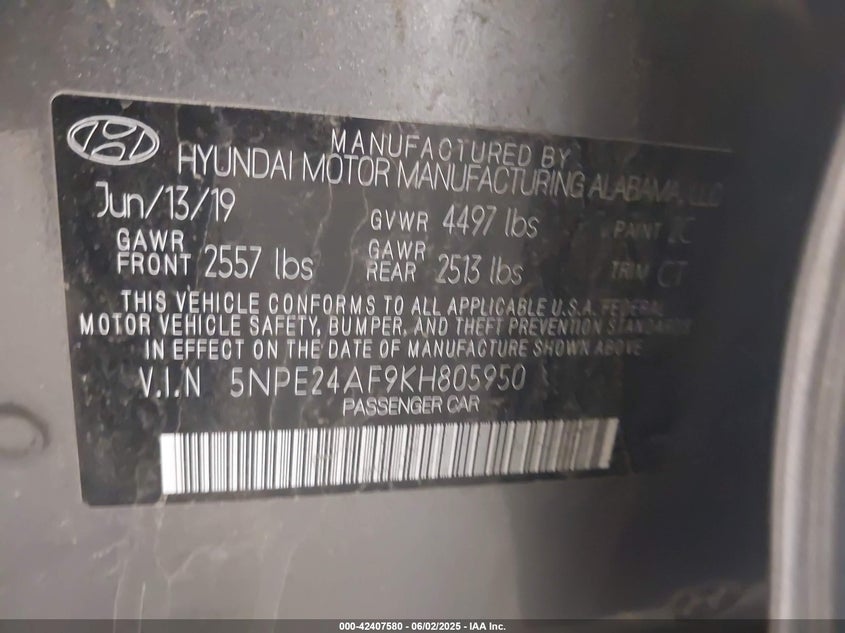 MANUFACTURED BY
HYUNDAI MOTOR MANUFACTURING ALABAMA, LLC
Jun/13/19 GVWR 4497 lbs PAINT
GAWR FRONT 2557 lbs GAWR REAR 2513 lbs TRIM CT
THIS VEHICLE CONFORMS TO ALL APPLICABLE U.S.A. FEDERAL
MOTOR VEHICLE SAFETY, BUMPER, AND THEFT PREVENTION STANDARDS
IN EFFECT ON THE DATE OF MANUFACTURE SHOWN ABOVE
V.I.N 5NPE24AF9KH805950
PASSENGER CAR
000-42407580 - 06/02/2025 - IAA Inc.